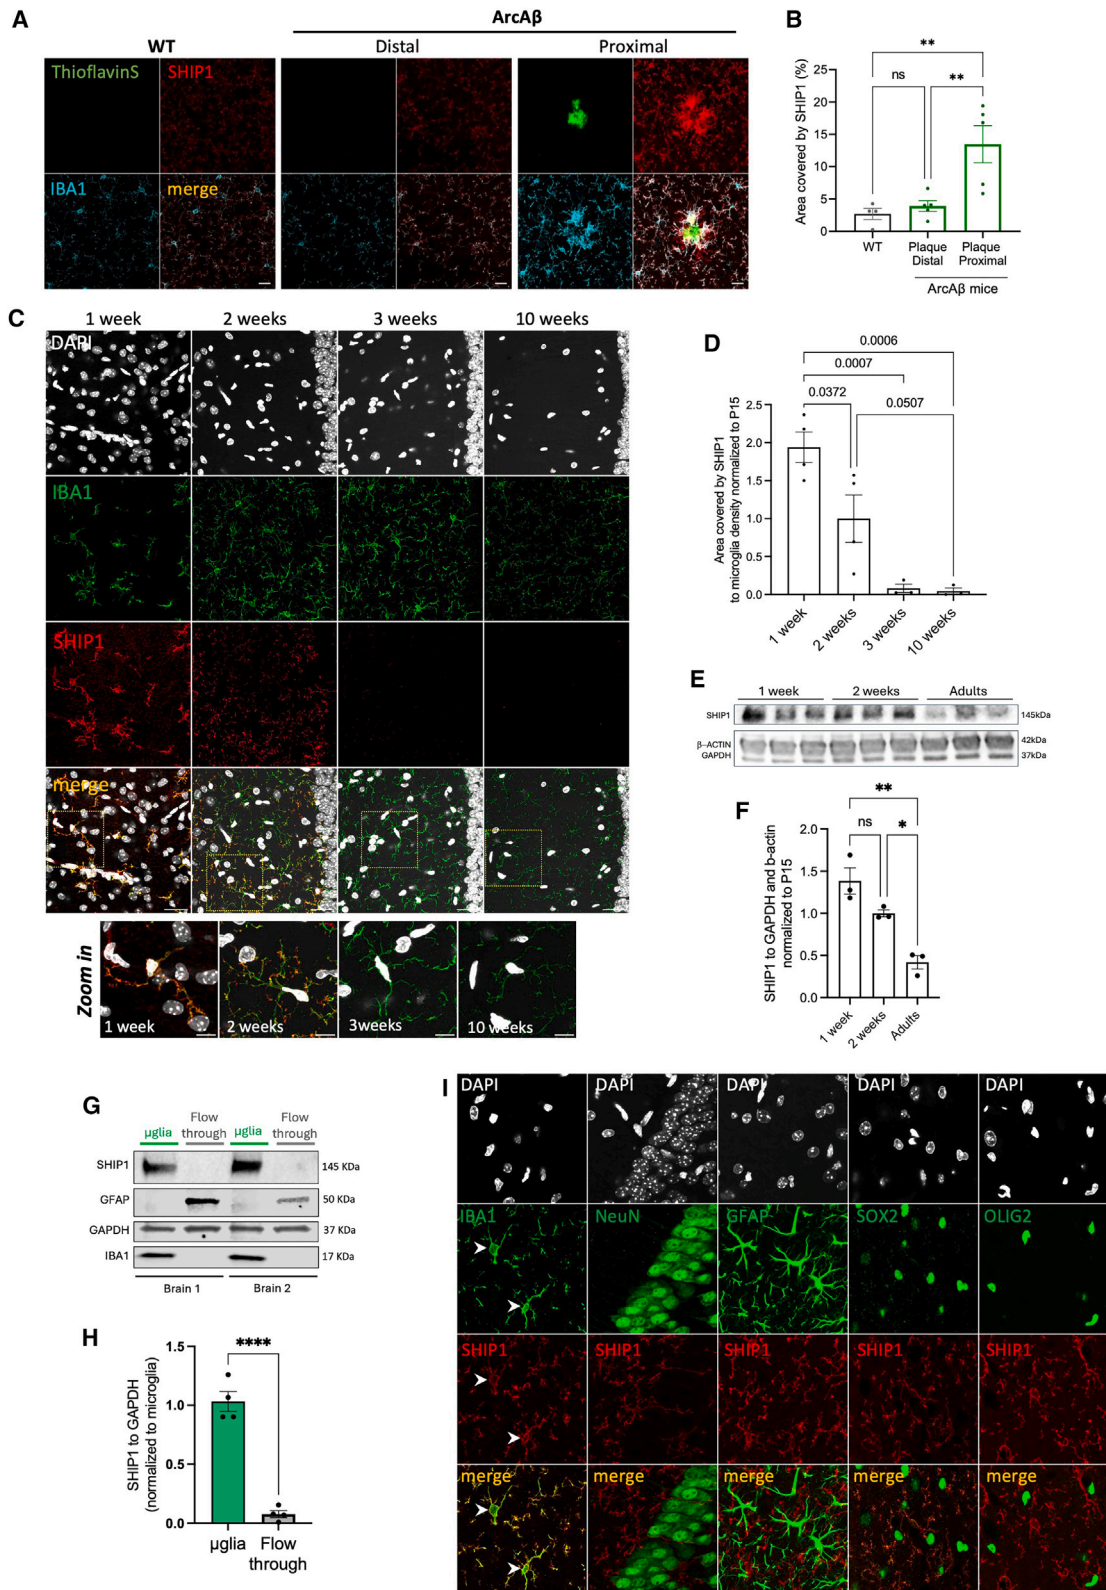 A
ArcAβ
WT
Distal
Proximal
ThioflavinS
SHIP1
IBA1
merge
B
Area covered by SHIP1 (%)
25
20
15
10
5
0
**
ns
**
WT
Plaque
Distal
Plaque
Proximal
ArcAβ mice
C
1 week
2 weeks
3 weeks
10 weeks
DAPI
IBA1
SHIP1
merge
Zoom in
1 week
2 weeks
3weeks
10 weeks
D
Area covered by SHIP1
to microglia density normalized to P15
2.5
2.0
1.5
1.0
0.5
0.0
0.0006
0.0007
0.0372
0.0507
1 week
2 weeks
3 weeks
10 weeks
E
1 week
2 weeks
Adults
SHIP1
145kDa
β–ACTIN
42kDa
GAPDH
37kDa
F
SHIP1 to GAPDH and b-actin
normalized to P15
2.0
1.5
1.0
0.5
0.0
**
ns
*
1 week
2 weeks
Adults
G
µglia
Flow
through
µglia
Flow
through
SHIP1
145 KDa
GFAP
50 KDa
GAPDH
37 KDa
IBA1
17 KDa
Brain 1
Brain 2
H
SHIP1 to GAPDH
(normalized to microglia)
1.5
1.0
0.5
0.0
****
µglia
Flow
through
I
DAPI
DAPI
DAPI
DAPI
DAPI
IBA1
NeuN
GFAP
SOX2
OLIG2
SHIP1
SHIP1
SHIP1
SHIP1
SHIP1
merge
merge
merge
merge
merge